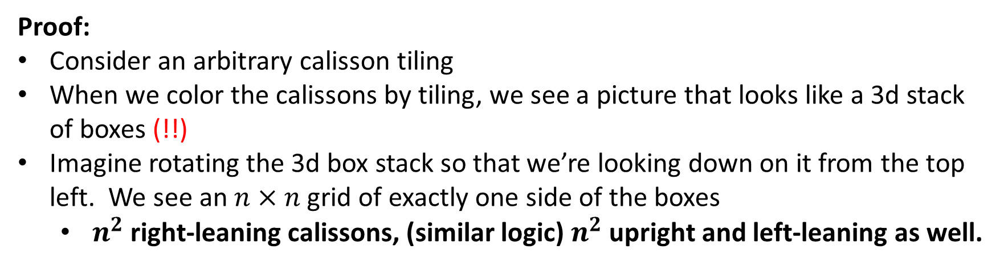 Proof:
• Consider an arbitrary calisson tiling
• When we color the calissons by tiling, we see a picture that looks like a 3d stack
of boxes (!!)
• Imagine rotating the 3d box stack so that we’re looking down on it from the top
left. We see an n × n grid of exactly one side of the boxes
• n² right-leaning calissons, (similar logic) n² upright and left-leaning as well.